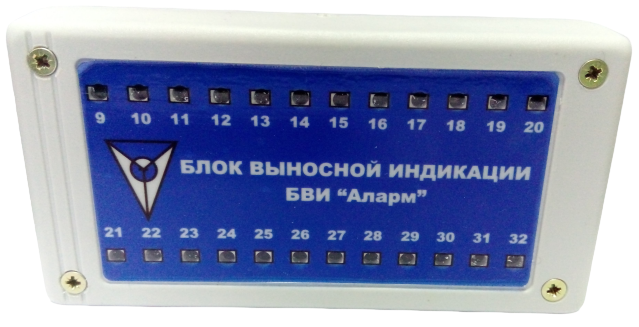 9 10 11 12 13 14 15 16 17 18 19 20
БЛОК ВЫНОСНОЙ ИНДИКАЦИИ
БВИ “Аларм”
21 22 23 24 25 26 27 28 29 30 31 32